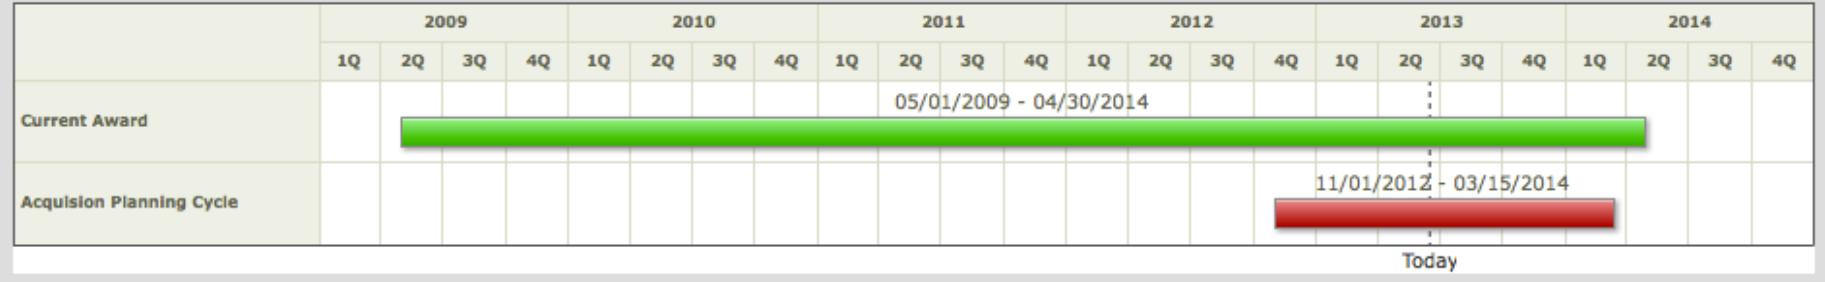 2009 2010 2011 2012 2013 2014
1Q 2Q 3Q 4Q 1Q 2Q 3Q 4Q 1Q 2Q 3Q 4Q 1Q 2Q 3Q 4Q 1Q 2Q 3Q 4Q 1Q 2Q 3Q 4Q
05/01/2009 - 04/30/2014
Current Award
11/01/2012 - 03/15/2014
Acquision Planning Cycle
Today